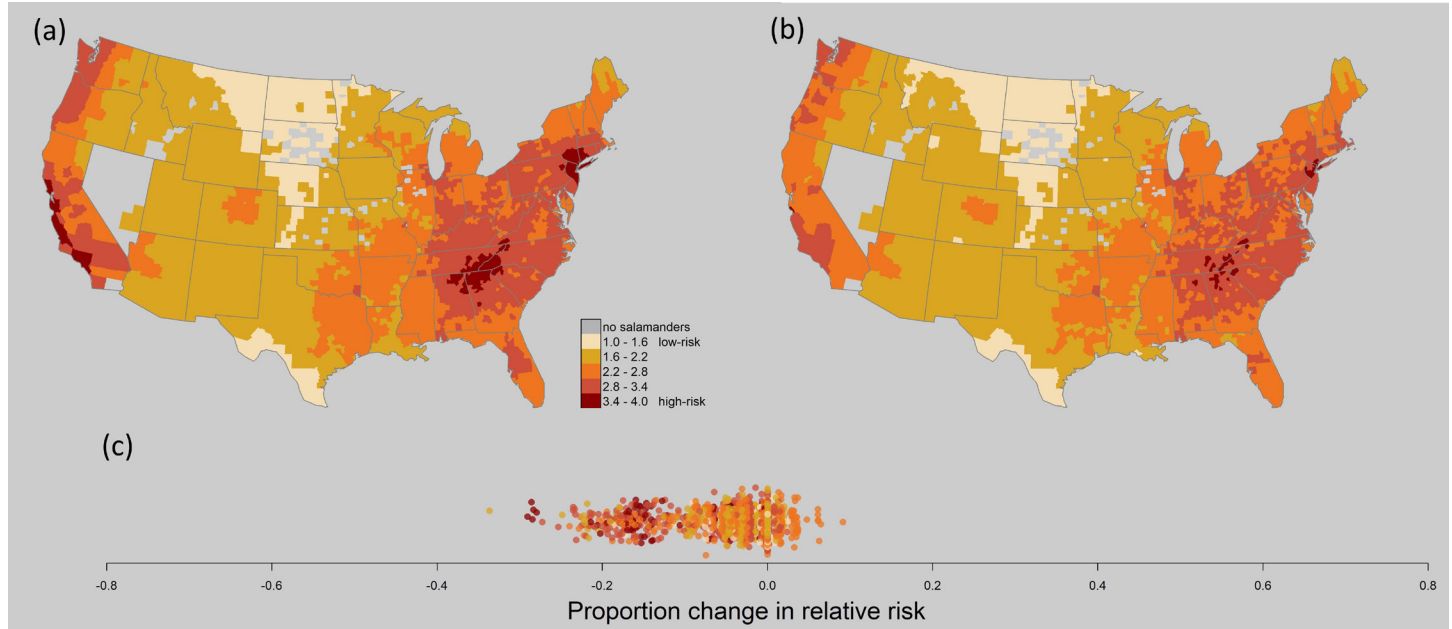 (a)
(b)
no salamanders
1.0 - 1.6 low-risk
1.6 - 2.2
2.2 - 2.8
2.8 - 3.4
3.4 - 4.0 high-risk
(c)
-0.8 -0.6 -0.4 -0.2 0.0 0.2 0.4 0.6 0.8
Proportion change in relative risk